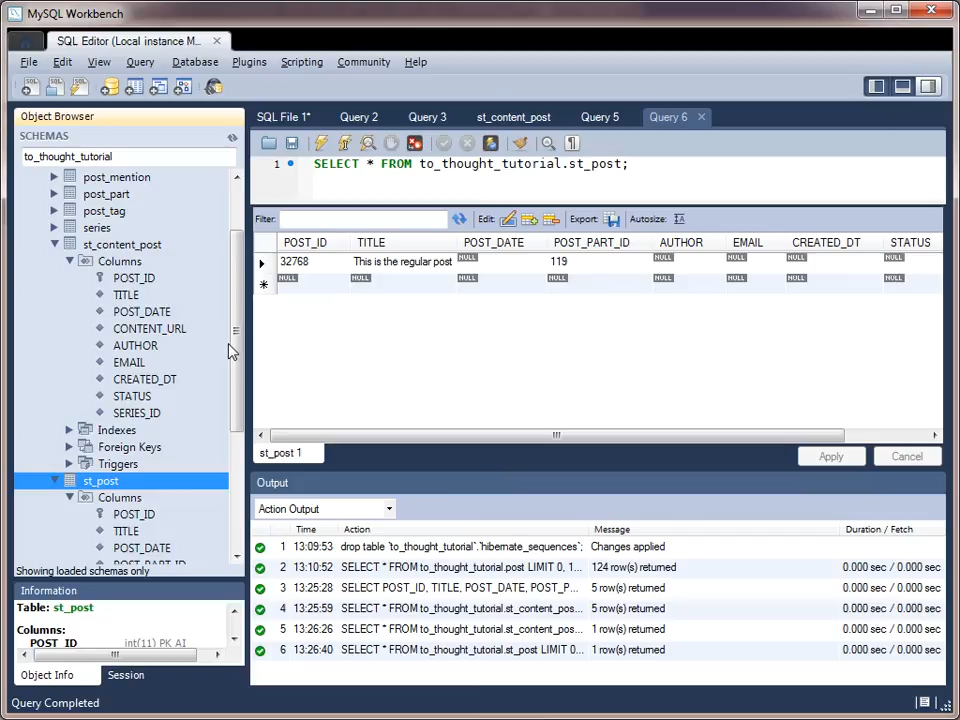 MySQL Workbench
SQL Editor (Local instance M...
File Edit View Query Database Plugins Scripting Community Help
Object Browser
SCHEMAS
to_thought_tutorial
post_mention
post_part
post_tag
series
st_content_post
Columns
POST_ID
TITLE
POST_DATE
CONTENT_URL
AUTHOR
EMAIL
CREATED_DT
STATUS
SERIES_ID
Indexes
Foreign Keys
Triggers
st_post
Columns
POST_ID
TITLE
POST_DATE
POST_PART_ID
Showing loaded schemas only
Information
Table: st_post
Columns:
POST_ID int(11) PK AI
Object Info Session
SQL File 1* Query 2 Query 3 st_content_post Query 5 Query 6
1 SELECT * FROM to_thought_tutorial.st_post;
Filter: Edit: Export: Autosize:
POST_ID TITLE POST_DATE POST_PART_ID AUTHOR EMAIL CREATED_DT STATUS
32768 This is the regular post NULL 119 NULL NULL NULL NULL
NULL NULL NULL NULL NULL NULL NULL NULL
st_post 1
Apply Cancel
Output
Action Output
Time Action Message Duration / Fetch
1 13:09:53 drop table `to_thought_tutorial`.`hibernate_sequences`; Changes applied
2 13:10:52 SELECT * FROM to_thought_tutorial.post LIMIT 0, 1... 124 row(s) returned 0.000 sec / 0.000 sec
3 13:25:28 SELECT POST_ID, TITLE, POST_DATE, POST_P... 5 row(s) returned 0.000 sec / 0.000 sec
4 13:25:59 SELECT * FROM to_thought_tutorial.st_content_pos... 5 row(s) returned 0.000 sec / 0.000 sec
5 13:26:26 SELECT * FROM to_thought_tutorial.st_content_pos... 1 row(s) returned 0.000 sec / 0.000 sec
6 13:26:40 SELECT * FROM to_thought_tutorial.st_post LIMIT 0... 1 row(s) returned 0.000 sec / 0.000 sec
Query Completed